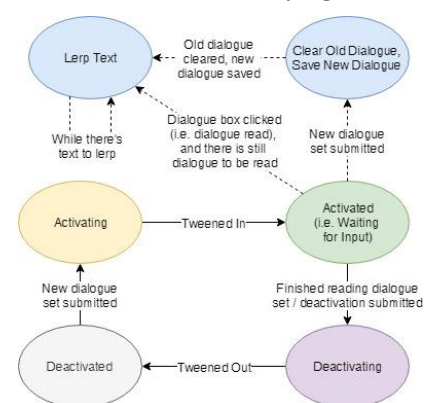 Lerp Text
Old dialogue
cleared, new
dialogue saved
Clear Old Dialogue,
Save New Dialogue
While there's
text to lerp
Dialogue box clicked
(i.e. dialogue read),
and there is still
dialogue to be read
New dialogue
set submitted
Activating
Tweened In
Activated
(i.e. Waiting
for Input)
New dialogue
set submitted
Finished reading dialogue
set / deactivation submitted
Deactivated
Tweened Out
Deactivating